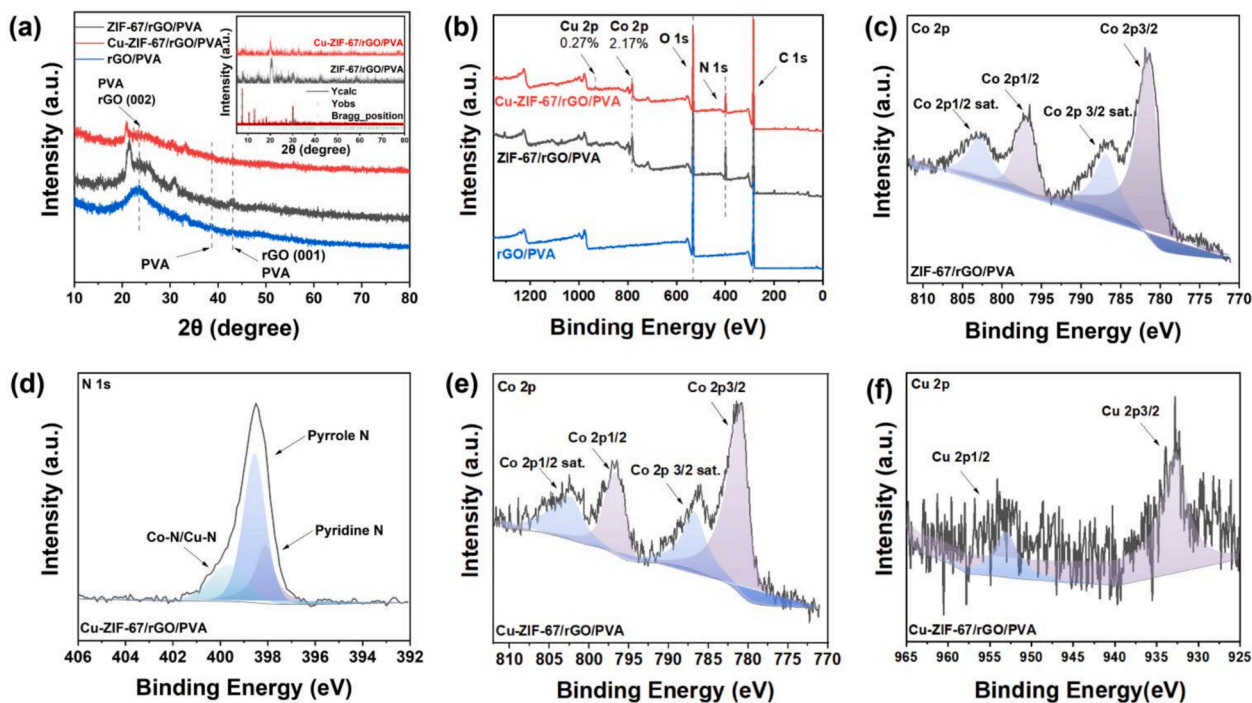 (a)
ZIF-67/rGO/PVA
Cu-ZIF-67/rGO/PVA
rGO/PVA
PVA
rGO (002)
PVA
rGO (001)
PVA
Intensity (a.u.)
10 20 30 40 50 60 70 80
2θ (degree)
Cu-ZIF-67/rGO/PVA
ZIF-67/rGO/PVA
Ycalc
Yobs
Bragg_position
Intensity (a.u.)
10 20 30 40 50 60 70 80
2θ (degree)
(b)
Cu 2p
0.27%
Co 2p
2.17%
O 1s
N 1s
C 1s
Cu-ZIF-67/rGO/PVA
ZIF-67/rGO/PVA
rGO/PVA
Intensity (a.u.)
1200 1000 800 600 400 200 0
Binding Energy (eV)
(c)
Co 2p
Co 2p3/2
Co 2p1/2
Co 2p1/2 sat.
Co 2p 3/2 sat.
ZIF-67/rGO/PVA
Intensity (a.u.)
810 805 800 795 790 785 780 775 770
Binding Energy (eV)
(d)
N 1s
Pyrrole N
Pyridine N
Co-N/Cu-N
Cu-ZIF-67/rGO/PVA
Intensity (a.u.)
406 404 402 400 398 396 394 392
Binding Energy (eV)
(e)
Co 2p
Co 2p3/2
Co 2p1/2
Co 2p1/2 sat.
Co 2p 3/2 sat.
Cu-ZIF-67/rGO/PVA
Intensity (a.u.)
810 805 800 795 790 785 780 775 770
Binding Energy (eV)
(f)
Cu 2p
Cu 2p3/2
Cu 2p1/2
Cu-ZIF-67/rGO/PVA
Intensity (a.u.)
965 960 955 950 945 940 935 930 925
Binding Energy(eV)